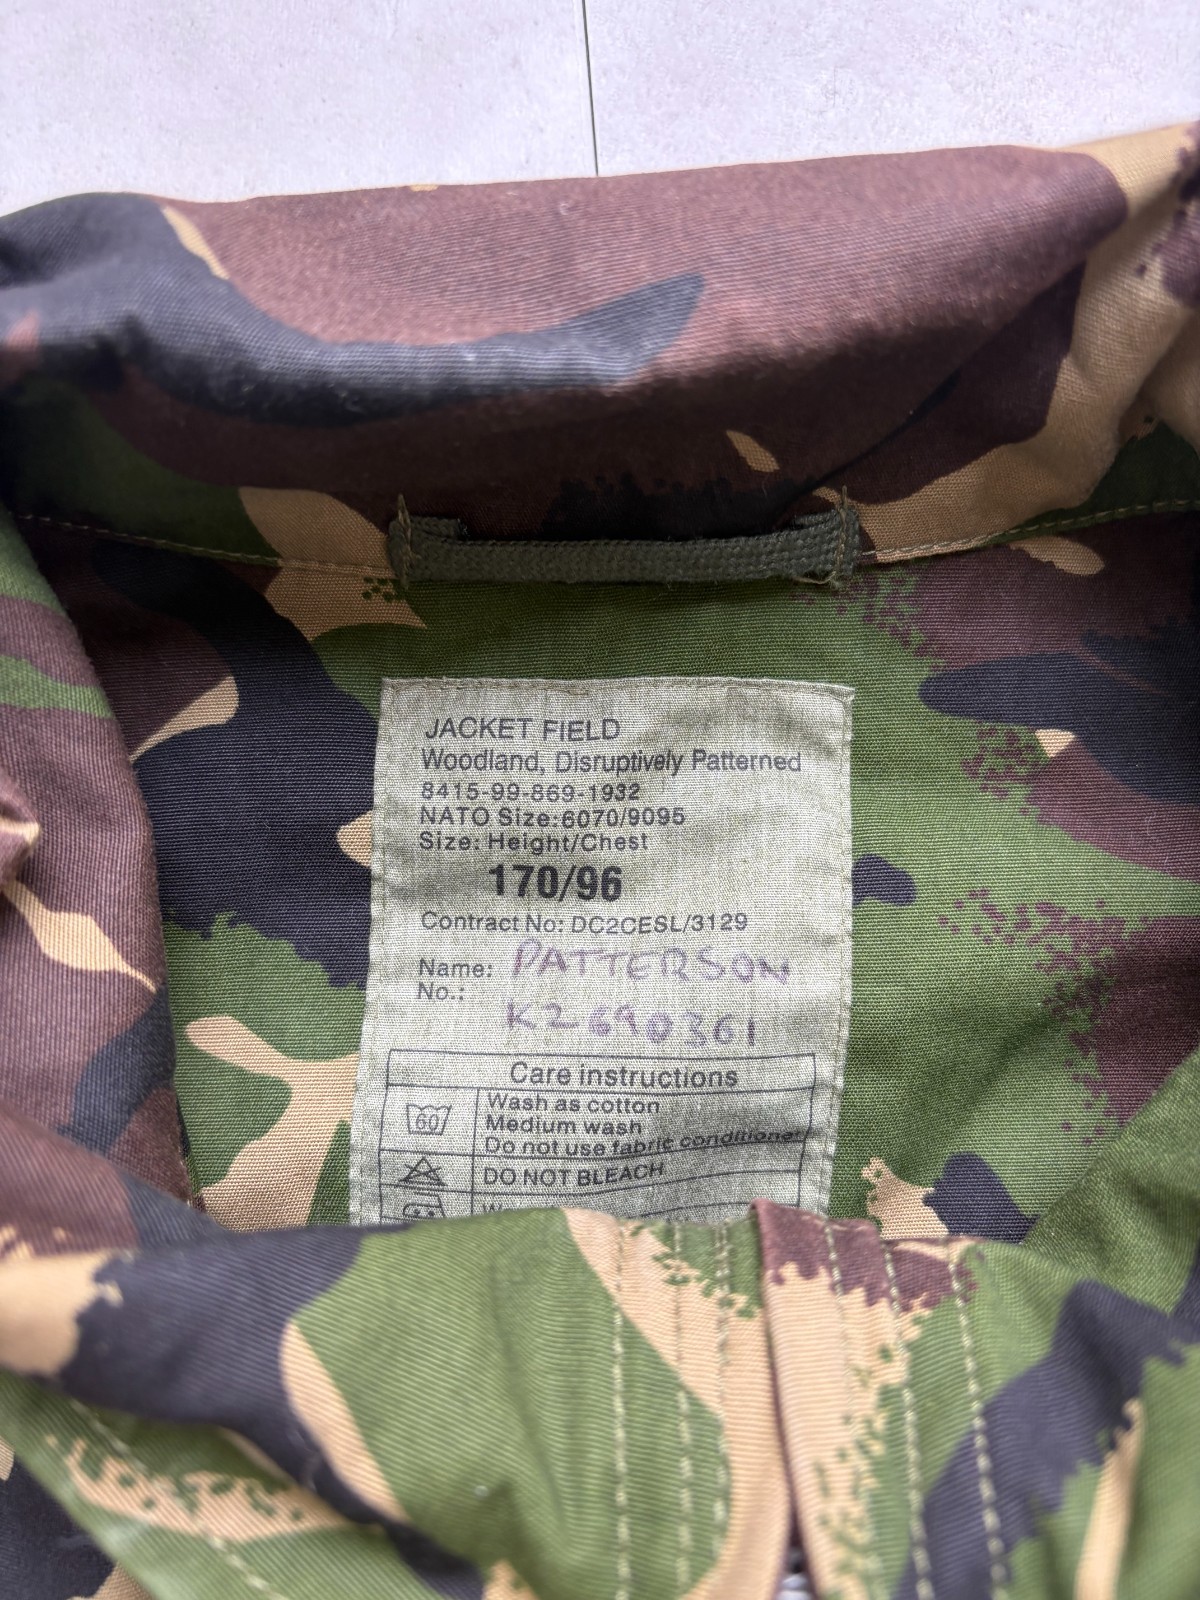 JACKET FIELD
Woodland, Disruptively Patterned
8415-99-869-1932
NATO Size:6070/9095
Size: Height/Chest
170/96
Contract No: DC2CESL/3129
Name: PATTERSON
No.:
K2690361
Care instructions
60
Wash as cotton
Medium wash
Do not use fabric conditioner
DO NOT BLEACH